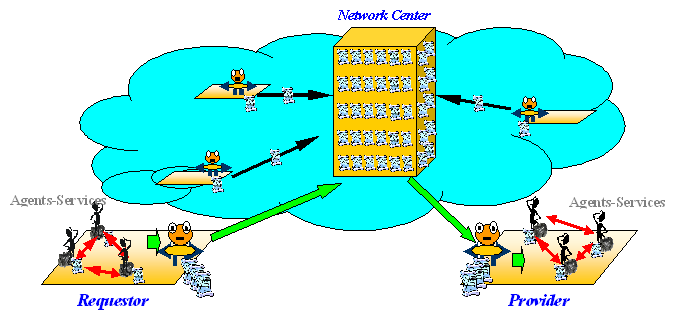 Network Center
Agents-Services
Agents-Services
Requestor
Provider